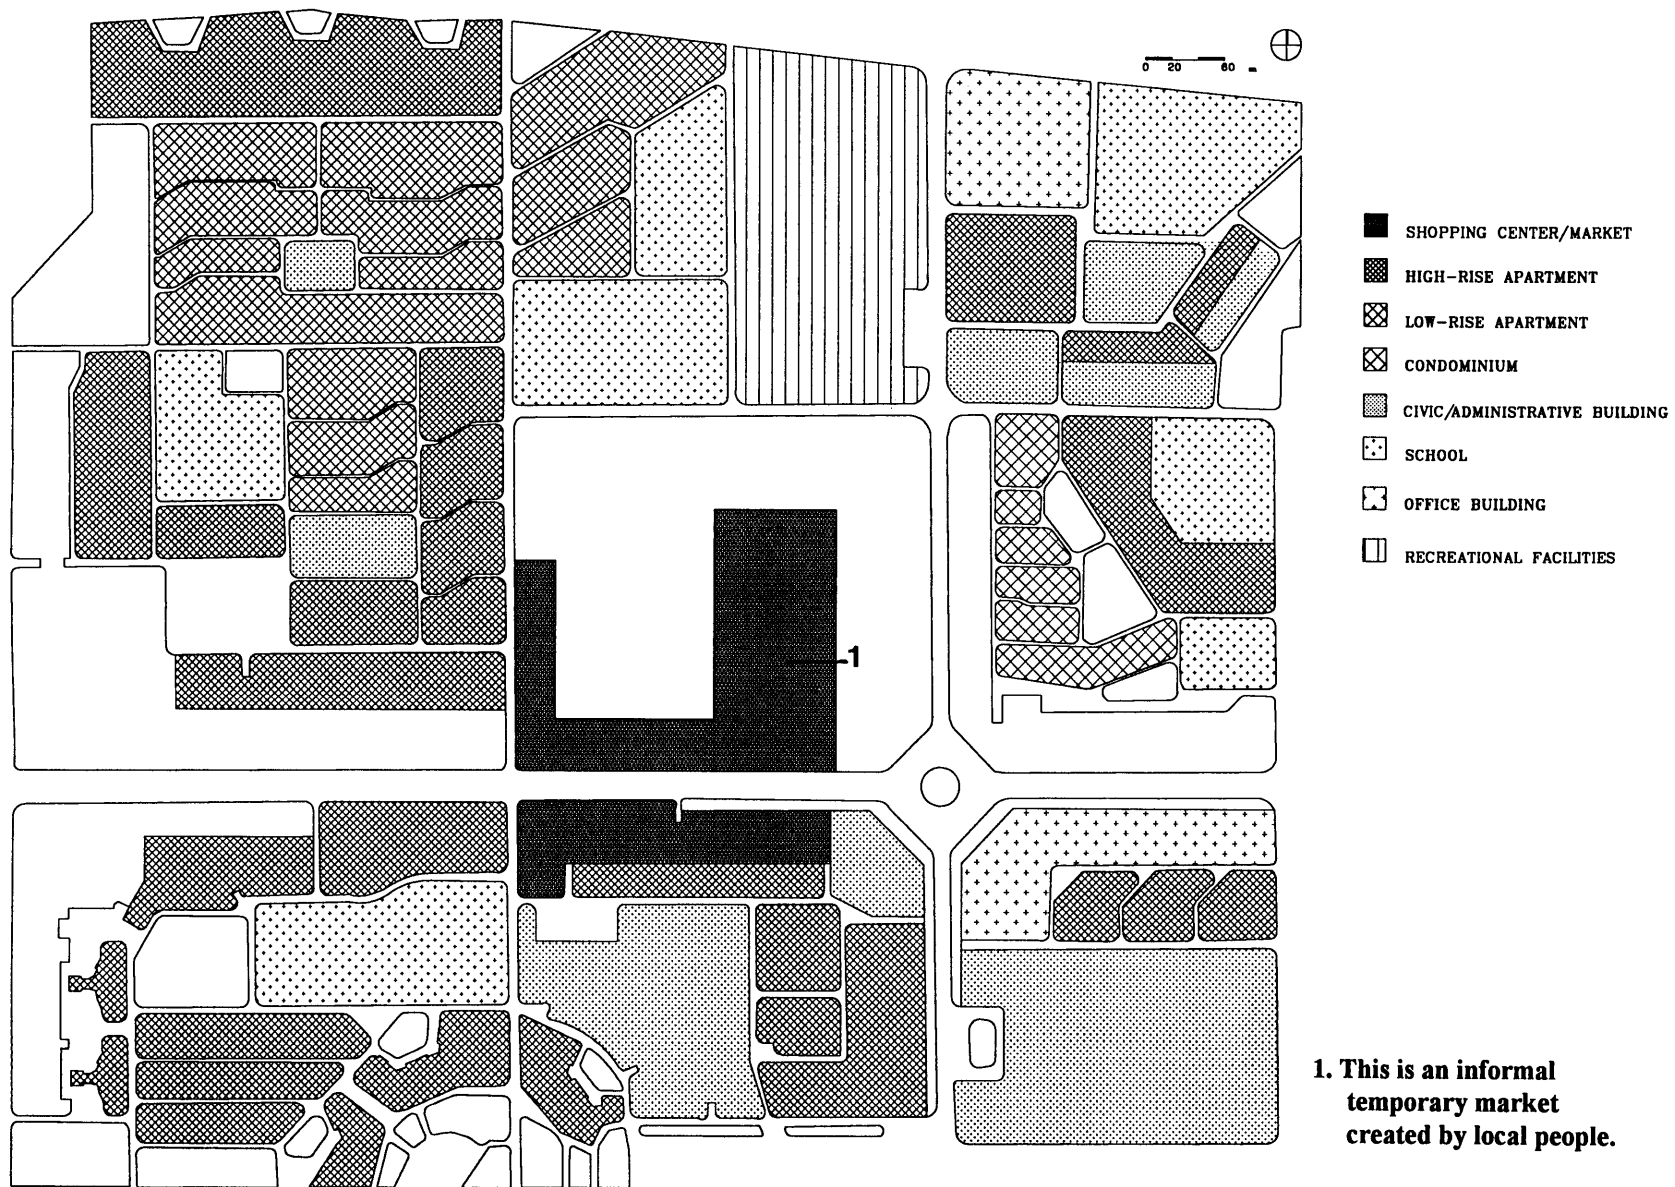 0 20 60 m
SHOPPING CENTER/MARKET
HIGH-RISE APARTMENT
LOW-RISE APARTMENT
CONDOMINIUM
CIVIC/ADMINISTRATIVE BUILDING
SCHOOL
OFFICE BUILDING
RECREATIONAL FACILITIES
1
1. This is an informal
temporary market
created by local people.